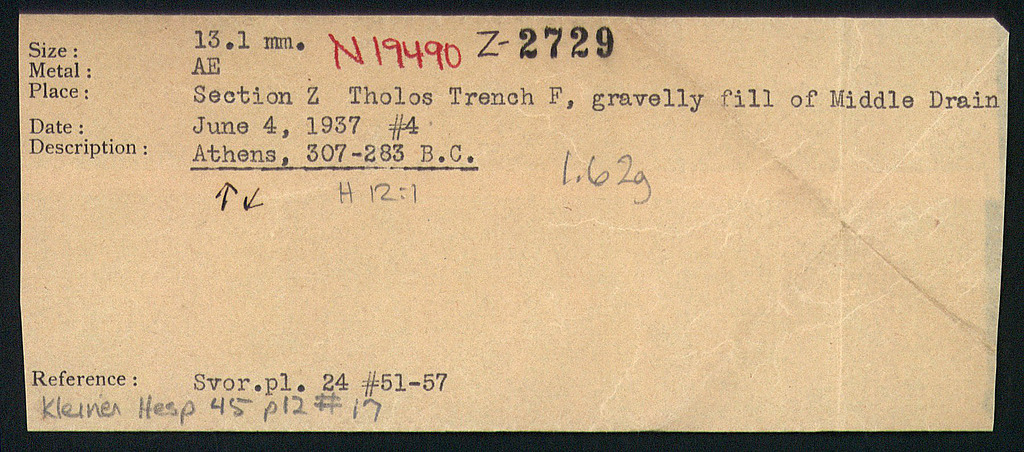 Size: 13.1 mm. N19490 Z-2729
Metal: AE
Place: Section Z Tholos Trench F, gravelly fill of Middle Drain
Date: June 4, 1937 #4
Description: Athens, 307-283 B.C.
↑↙ H 12:1 1.62g
Reference: Svor.pl. 24 #51-57
Kleiner Hesp 45 p12 # 17